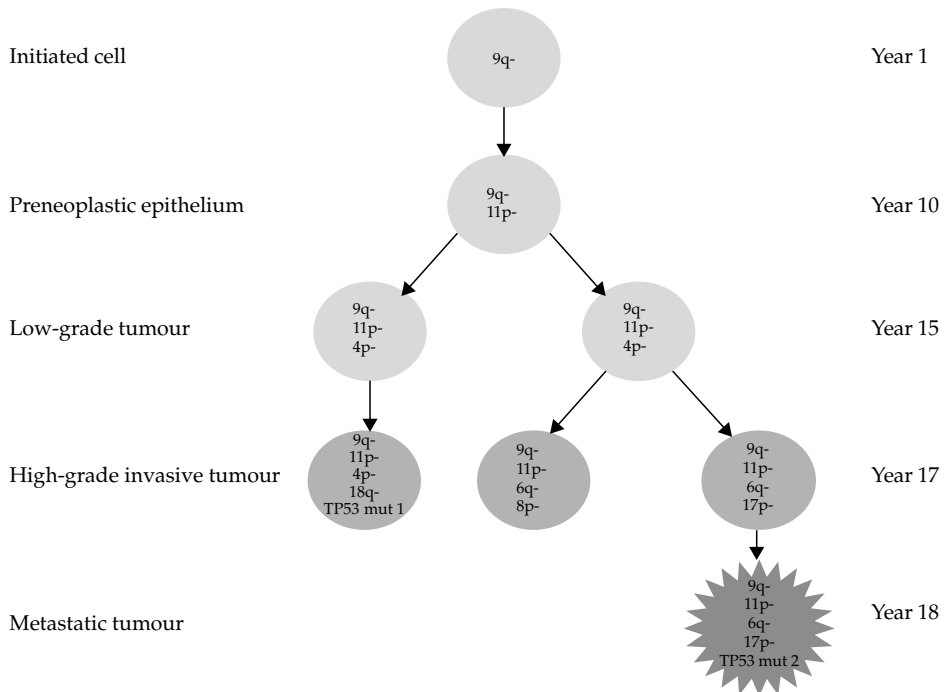 Initiated cell
9q-
Year 1
Preneoplastic epithelium
9q-
11p-
Year 10
Low-grade tumour
9q-
11p-
4p-
9q-
11p-
4p-
Year 15
High-grade invasive tumour
9q-
11p-
4p-
18q-
TP53 mut 1
9q-
11p-
6q-
8p-
9q-
11p-
6q-
17p-
Year 17
Metastatic tumour
9q-
11p-
6q-
17p-
TP53 mut 2
Year 18